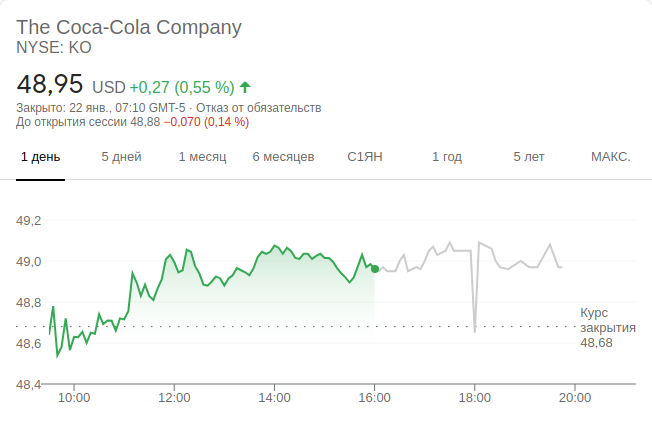 The Coca-Cola Company
NYSE: KO
48,95 USD +0,27 (0,55 %)
Закрыто: 22 янв., 07:10 GMT-5 · Отказ от обязательств
До открытия сессии 48,88 −0,070 (0,14 %)
1 день 5 дней 1 месяц 6 месяцев С1ЯН 1 год 5 лет МАКС.
49,2
49,0
48,8
Курс
закрытия
48,68
48,6
48,4
10:00 12:00 14:00 16:00 18:00 20:00